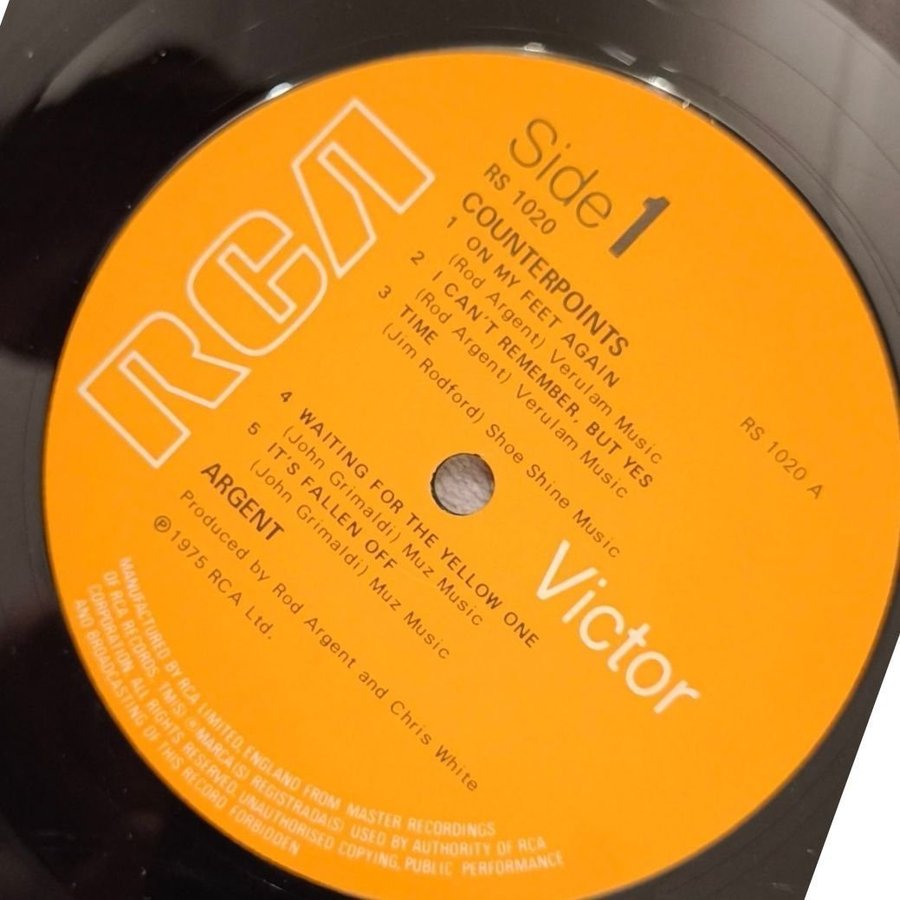 RCA
Side 1
RS 1020
COUNTERPOINTS
1 ON MY FEET AGAIN
(Rod Argent) Verulam Music
2 I CAN'T REMEMBER, BUT YES
(Rod Argent) Verulam Music
3 TIME
(Jim Rodford) Shoe Shine Music
RS 1020 A
4 WAITING FOR THE YELLOW ONE
(John Grimaldi) Muz Music
5 IT'S FALLEN OFF
(John Grimaldi) Muz Music
ARGENT
Produced by Rod Argent and Chris White
Ⓟ1975 RCA Ltd.
Victor
MANUFACTURED BY RCA LIMITED, ENGLAND FROM MASTER RECORDINGS
OF RCA RECORDS. TM(S) ® MARCA(S) REGISTRADA(S) USED BY AUTHORITY OF RCA
CORPORATION. ALL RIGHTS RESERVED. UNAUTHORISED COPYING, PUBLIC PERFORMANCE
AND BROADCASTING OF THIS RECORD FORBIDDEN